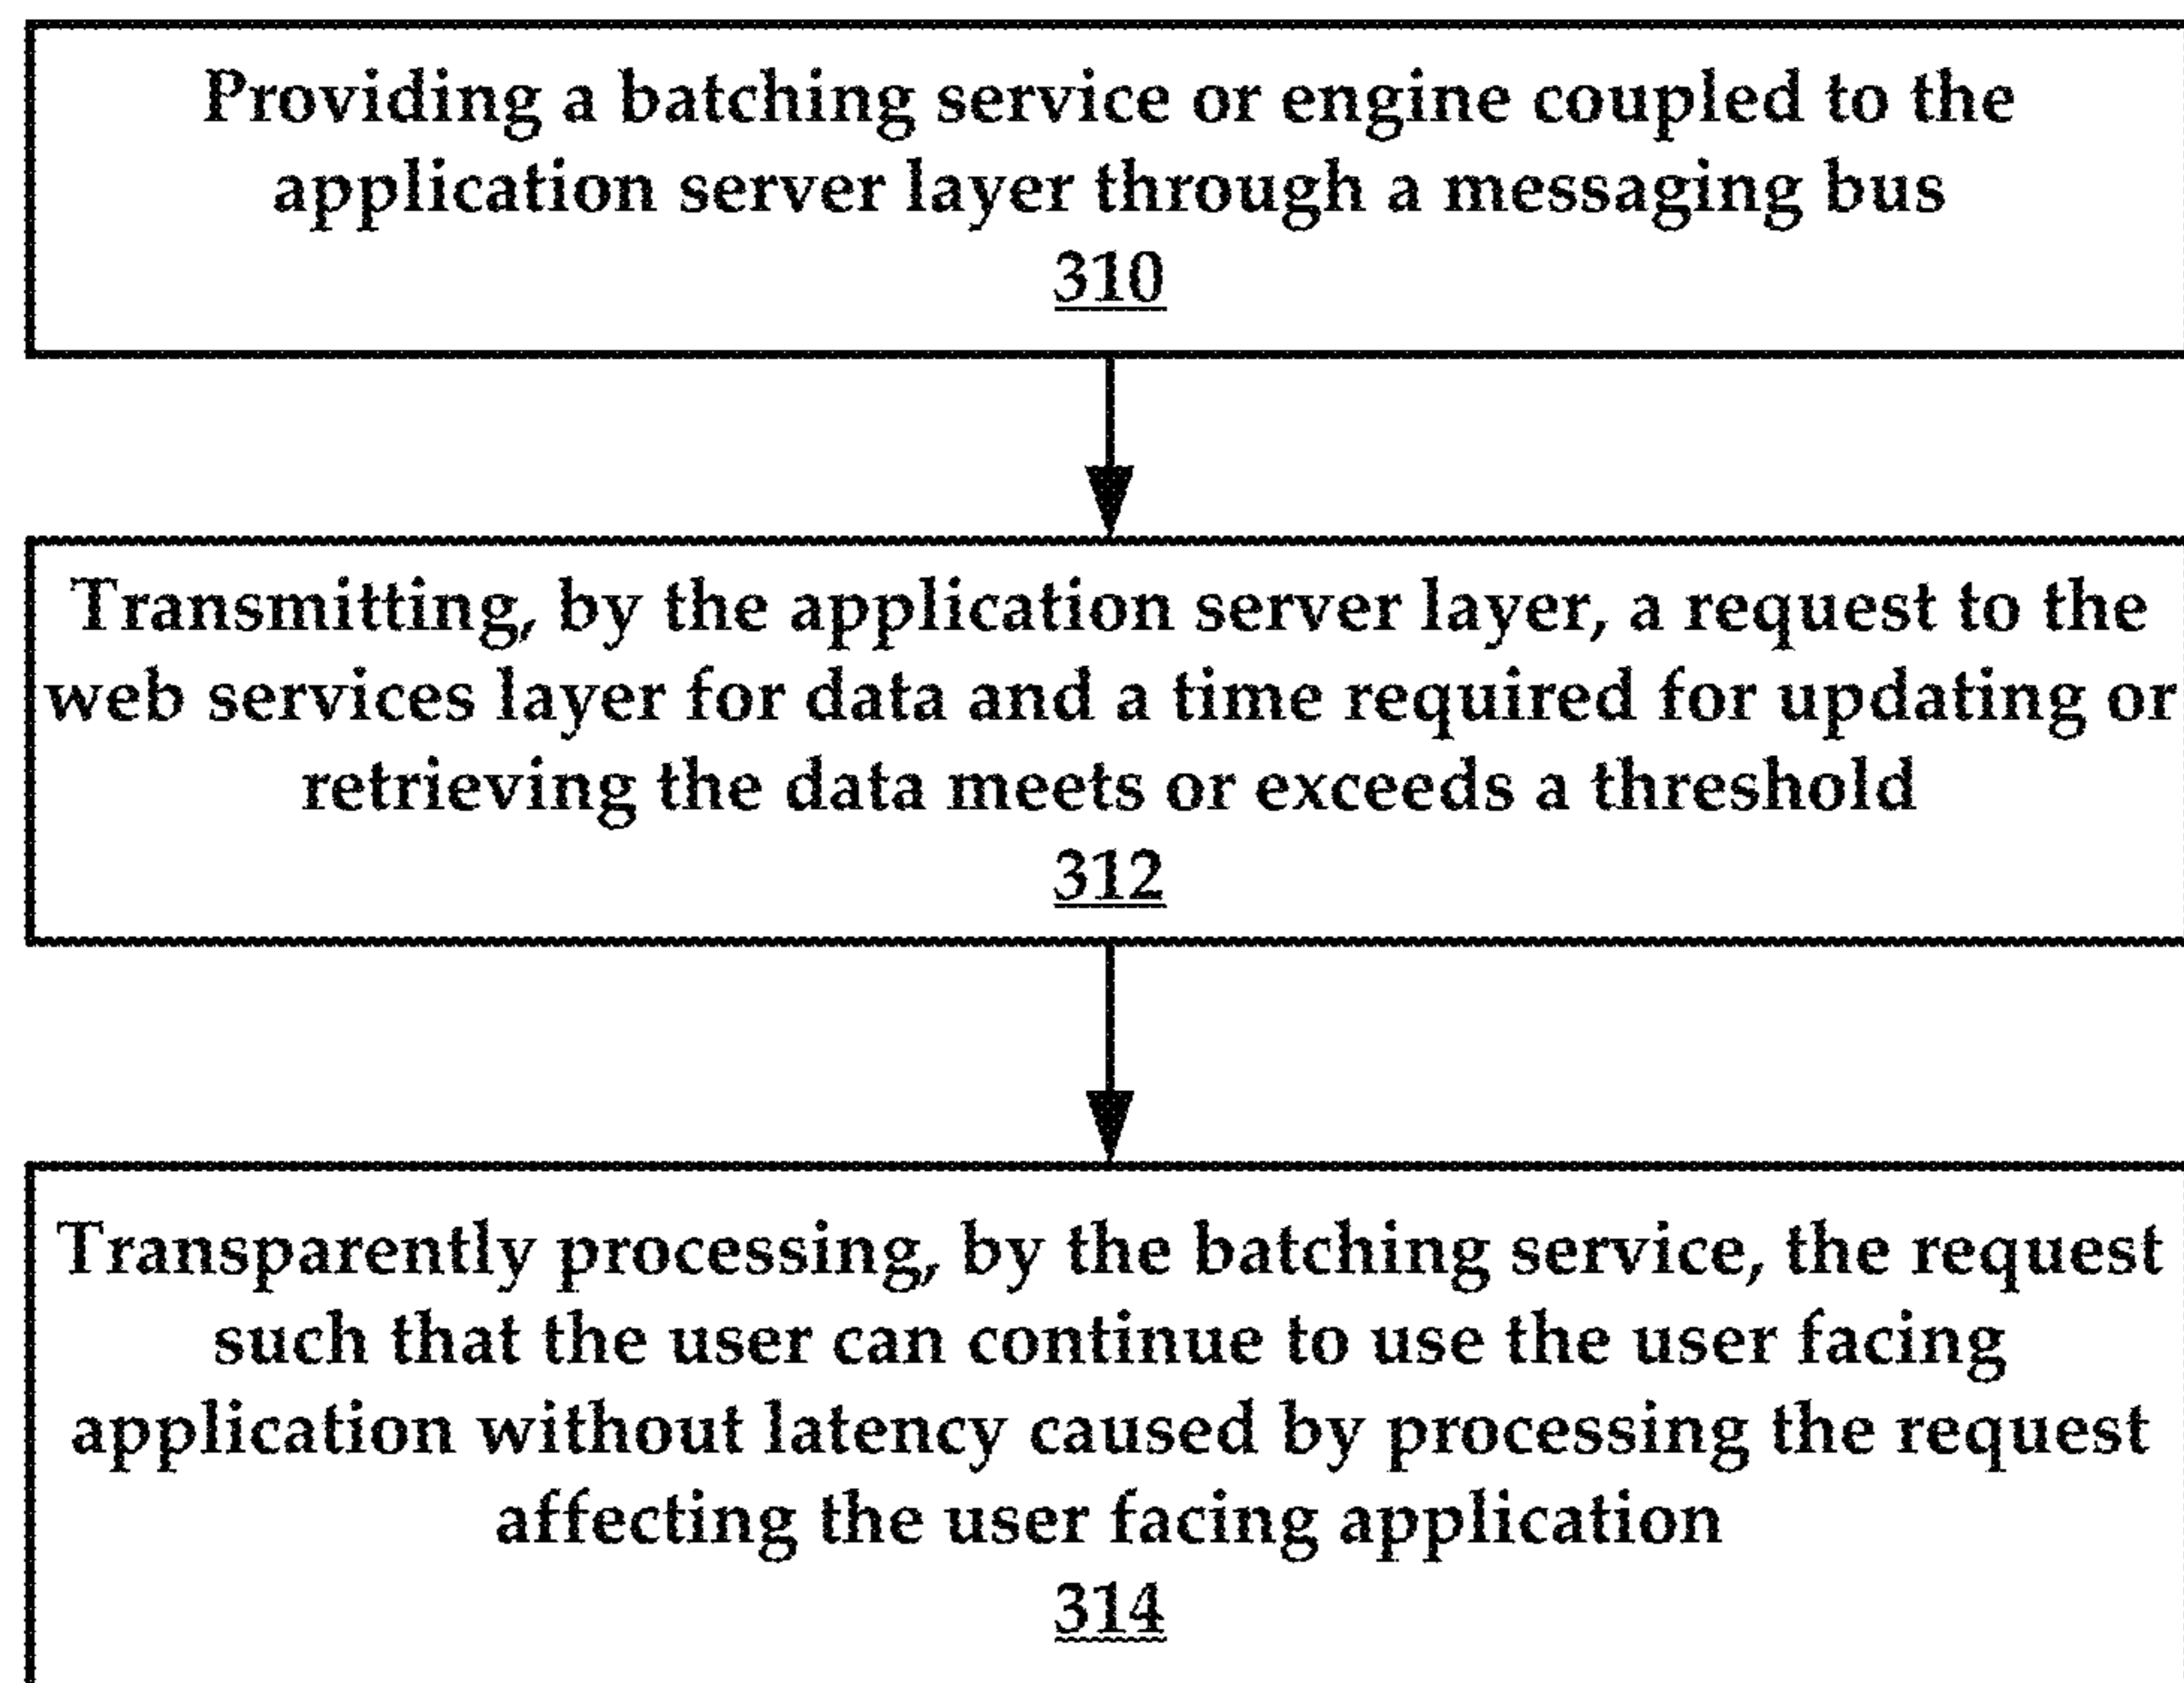 Providing a batching service or engine coupled to the
application server layer through a messaging bus
310
Transmitting, by the application server layer, a request to the
web services layer for data and a time required for updating or
retrieving the data meets or exceeds a threshold
312
Transparently processing, by the batching service, the request
such that the user can continue to use the user facing
application without latency caused by processing the request
affecting the user facing application
314